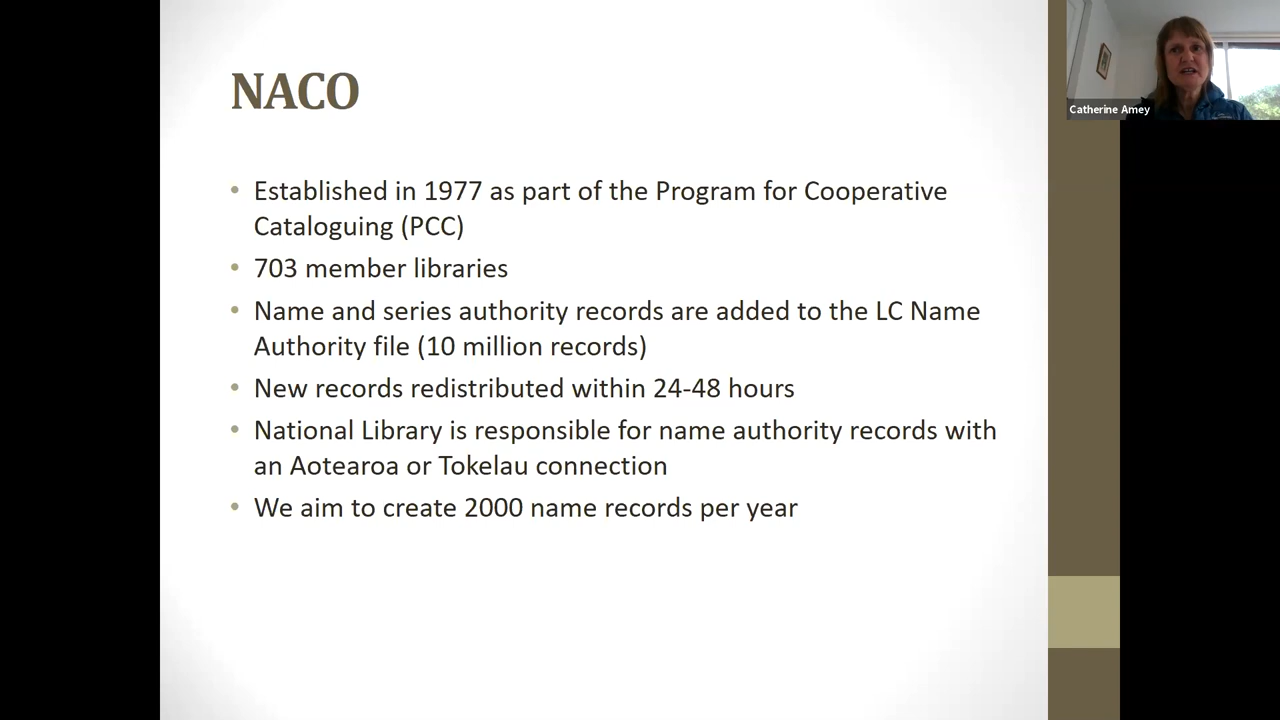 NACO
Catherine Amey
• Established in 1977 as part of the Program for Cooperative
Cataloguing (PCC)
• 703 member libraries
• Name and series authority records are added to the LC Name
Authority file (10 million records)
• New records redistributed within 24-48 hours
• National Library is responsible for name authority records with
an Aotearoa or Tokelau connection
• We aim to create 2000 name records per year